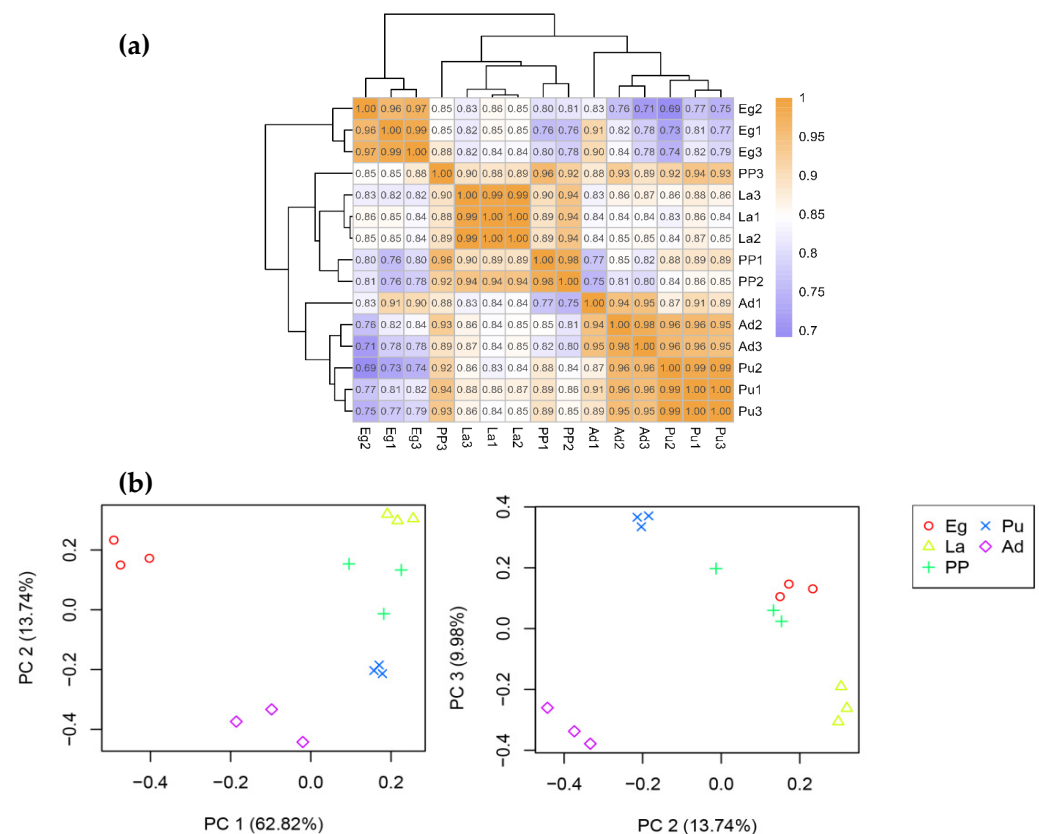 (a)
1.00 0.96 0.97 0.85 0.83 0.86 0.85 0.80 0.81 0.83 0.76 0.71 0.69 0.77 0.75 Eg2
0.96 1.00 0.99 0.85 0.82 0.85 0.85 0.76 0.76 0.91 0.82 0.78 0.73 0.81 0.77 Eg1
0.97 0.99 1.00 0.88 0.82 0.84 0.84 0.80 0.78 0.90 0.84 0.78 0.74 0.82 0.79 Eg3
0.85 0.85 0.88 1.00 0.90 0.88 0.89 0.96 0.92 0.88 0.93 0.89 0.92 0.94 0.93 PP3
0.83 0.82 0.82 0.90 1.00 0.99 0.99 0.90 0.94 0.83 0.86 0.87 0.86 0.88 0.86 La3
0.86 0.85 0.84 0.88 0.99 1.00 1.00 0.89 0.94 0.84 0.84 0.84 0.83 0.86 0.84 La1
0.85 0.85 0.84 0.89 0.99 1.00 1.00 0.89 0.94 0.84 0.85 0.85 0.84 0.87 0.85 La2
0.80 0.76 0.80 0.96 0.90 0.89 0.89 1.00 0.98 0.77 0.85 0.82 0.88 0.89 0.89 PP1
0.81 0.76 0.78 0.92 0.94 0.94 0.94 0.98 1.00 0.75 0.81 0.80 0.84 0.86 0.85 PP2
0.83 0.91 0.90 0.88 0.83 0.84 0.84 0.77 0.75 1.00 0.94 0.95 0.87 0.91 0.89 Ad1
0.76 0.82 0.84 0.93 0.86 0.84 0.85 0.85 0.81 0.94 1.00 0.98 0.96 0.96 0.95 Ad2
0.71 0.78 0.78 0.89 0.87 0.84 0.85 0.82 0.80 0.95 0.98 1.00 0.96 0.96 0.95 Ad3
0.69 0.73 0.74 0.92 0.86 0.83 0.84 0.88 0.84 0.87 0.96 0.96 1.00 0.99 0.99 Pu2
0.77 0.81 0.82 0.94 0.88 0.86 0.87 0.89 0.86 0.91 0.96 0.96 0.99 1.00 1.00 Pu1
0.75 0.77 0.79 0.93 0.86 0.84 0.85 0.89 0.85 0.89 0.95 0.95 0.99 1.00 1.00 Pu3
Eg2 Eg1 Eg3 PP3 La3 La1 La2 PP1 PP2 Ad1 Ad2 Ad3 Pu2 Pu1 Pu3
1
0.95
0.9
0.85
0.8
0.75
0.7
(b)
PC 2 (13.74%)
0.2
0.0
−0.2
−0.4
−0.4 −0.2 0.0 0.2
PC 1 (62.82%)
PC 3 (9.98%)
0.4
0.2
0.0
−0.2
−0.4
−0.4 −0.2 0.0 0.2
PC 2 (13.74%)
Eg Pu
La Ad
PP